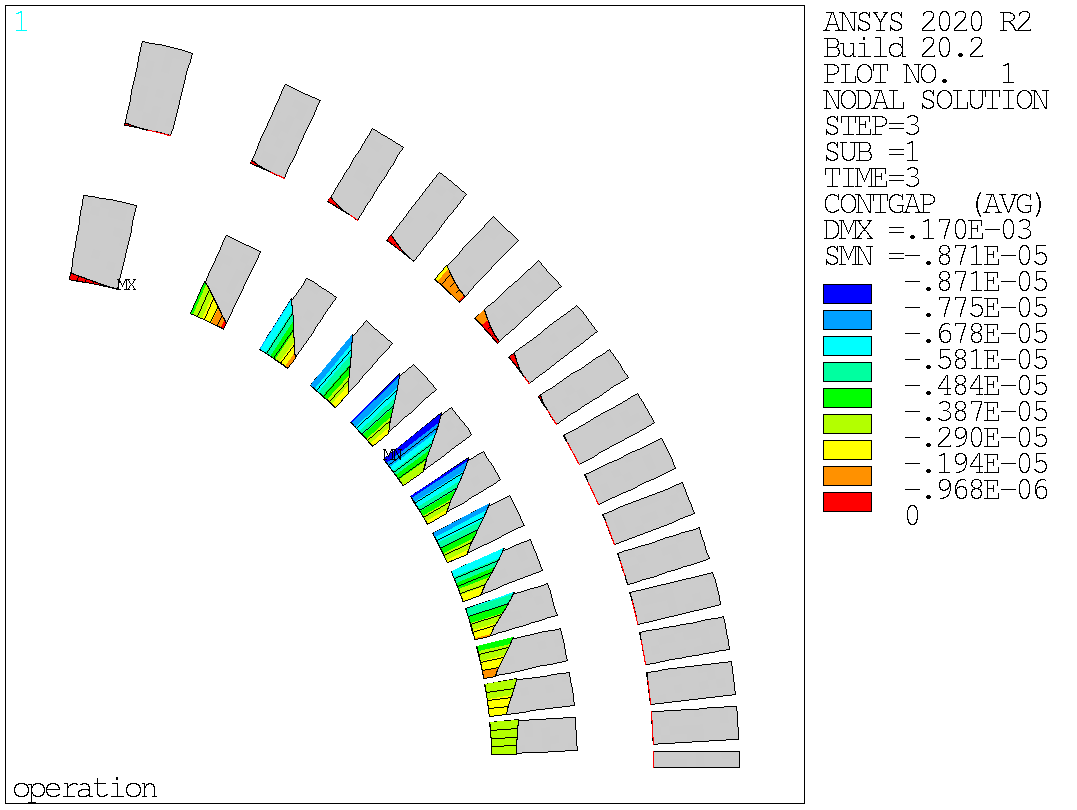 1
ANSYS 2020 R2
Build 20.2
PLOT NO.   1
NODAL SOLUTION
STEP=3
SUB =1
TIME=3
CONTGAP  (AVG)
DMX =.170E-03
SMN =-.871E-05
-.871E-05
-.775E-05
-.678E-05
-.581E-05
-.484E-05
-.387E-05
-.290E-05
-.194E-05
-.968E-06
0
MX
MN
operation